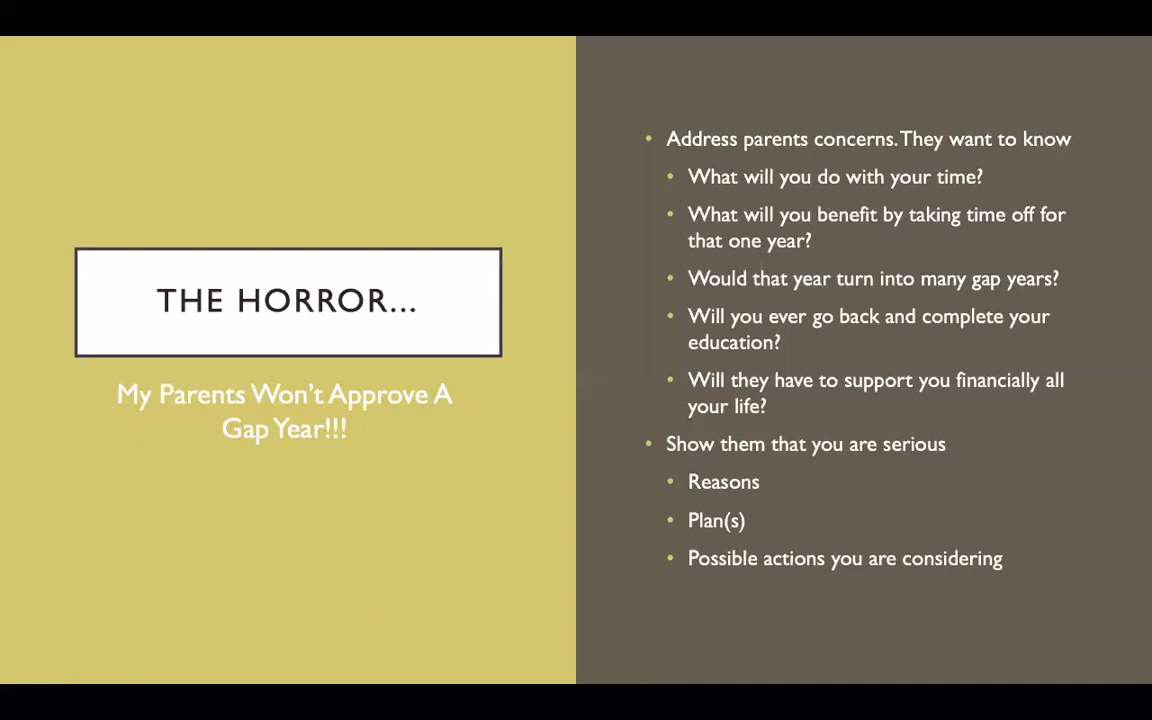 THE HORROR...
My Parents Won't Approve A
Gap Year!!!
• Address parents concerns. They want to know
• What will you do with your time?
• What will you benefit by taking time off for
that one year?
• Would that year turn into many gap years?
• Will you ever go back and complete your
education?
• Will they have to support you financially all
your life?
• Show them that you are serious
• Reasons
• Plan(s)
• Possible actions you are considering